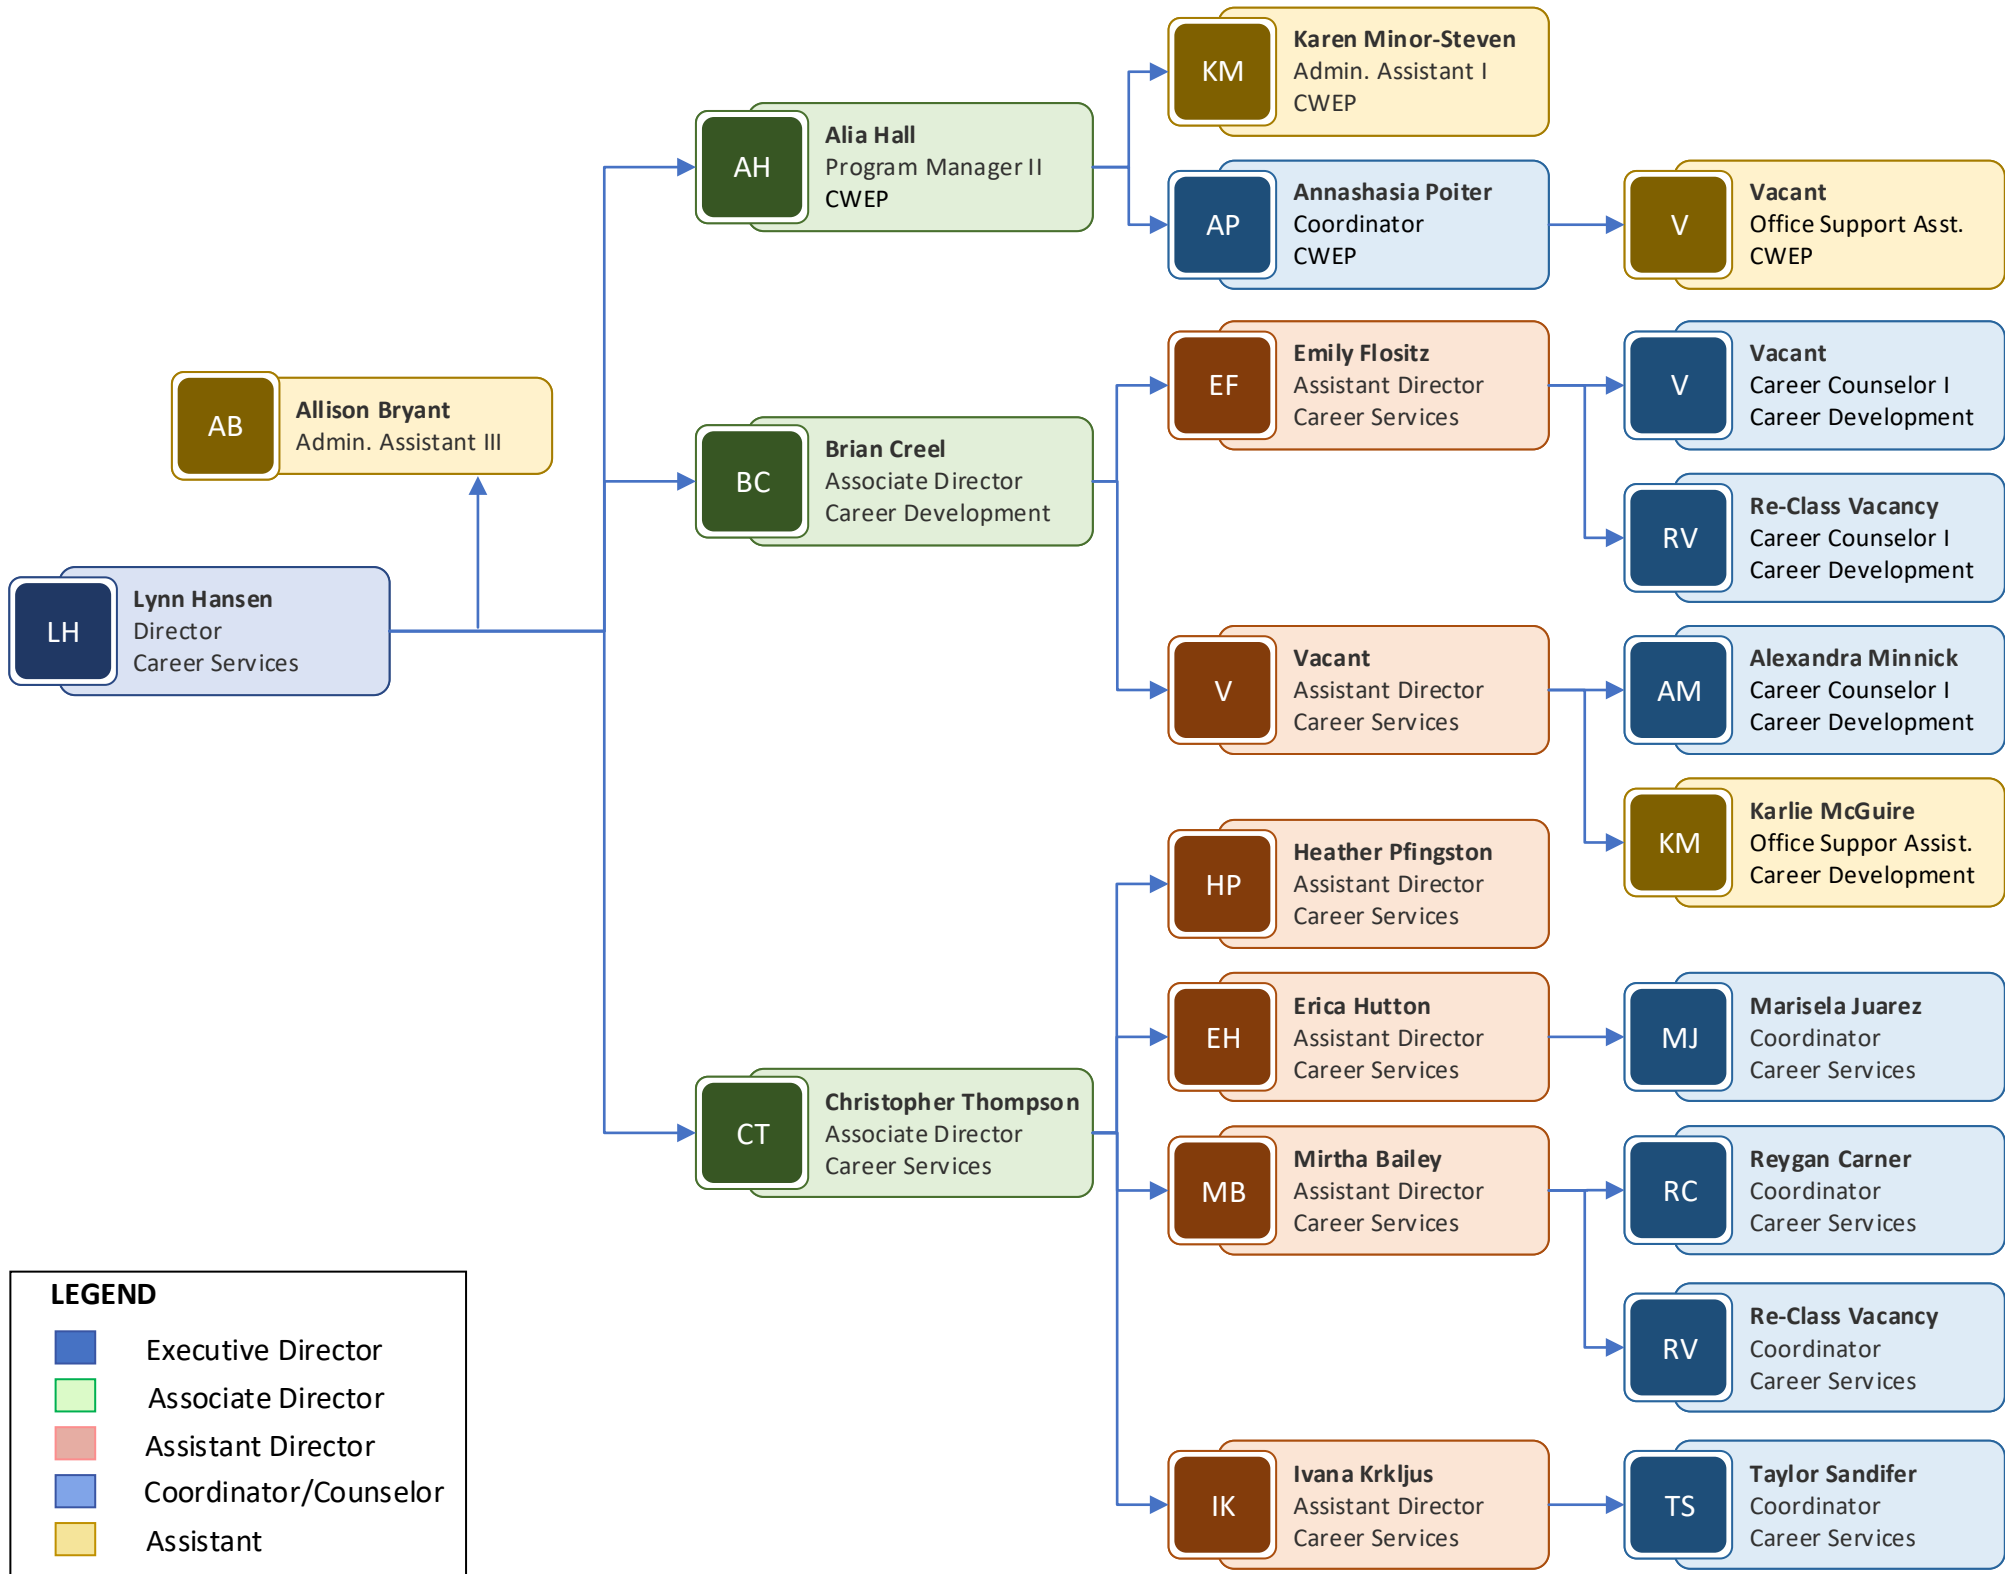 KM
Karen Minor-Steven
Admin. Assistant I
CWEP
AH
Alia Hall
Program Manager II
CWEP
AP
Annashasia Poiter
Coordinator
CWEP
V
Vacant
Office Support Asst.
CWEP
AB
Allison Bryant
Admin. Assistant III
BC
Brian Creel
Associate Director
Career Development
EF
Emily Flositz
Assistant Director
Career Services
V
Vacant
Career Counselor I
Career Development
RV
Re-Class Vacancy
Career Counselor I
Career Development
LH
Lynn Hansen
Director
Career Services
V
Vacant
Assistant Director
Career Services
AM
Alexandra Minnick
Career Counselor I
Career Development
KM
Karlie McGuire
Office Suppor Assist.
Career Development
HP
Heather Pfingston
Assistant Director
Career Services
CT
Christopher Thompson
Associate Director
Career Services
EH
Erica Hutton
Assistant Director
Career Services
MJ
Marisela Juarez
Coordinator
Career Services
MB
Mirtha Bailey
Assistant Director
Career Services
RC
Reygan Carner
Coordinator
Career Services
RV
Re-Class Vacancy
Coordinator
Career Services
IK
Ivana Krkljus
Assistant Director
Career Services
TS
Taylor Sandifer
Coordinator
Career Services
LEGEND
Executive Director
Associate Director
Assistant Director
Coordinator/Counselor
Assistant